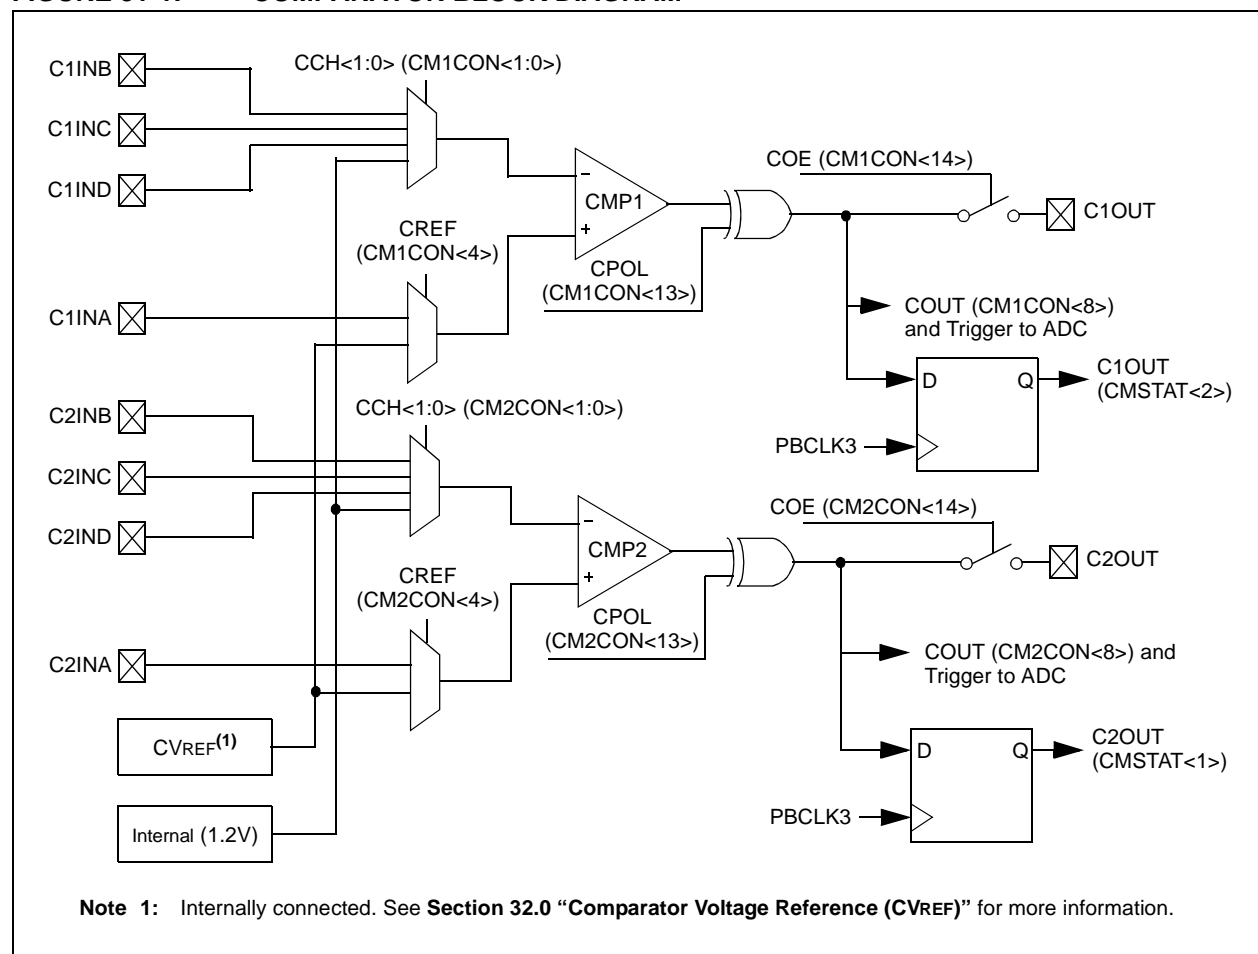 C1INB
CCH<1:0> (CM1CON<1:0>)
C1INC
C1IND
COE (CM1CON<14>)
C1OUT
–
CMP1
+
CREF
(CM1CON<4>)
CPOL
(CM1CON<13>)
C1INA
COUT (CM1CON<8>)
and Trigger to ADC
D
Q
C1OUT
(CMSTAT<2>)
PBCLK3
C2INB
CCH<1:0> (CM2CON<1:0>)
C2INC
C2IND
COE (CM2CON<14>)
C2OUT
–
CMP2
+
CREF
(CM2CON<4>)
CPOL
(CM2CON<13>)
C2INA
COUT (CM2CON<8>) and
Trigger to ADC
D
Q
C2OUT
(CMSTAT<1>)
PBCLK3
CVREF(1)
Internal (1.2V)
Note 1: Internally connected. See Section 32.0 “Comparator Voltage Reference (CVREF)” for more information.